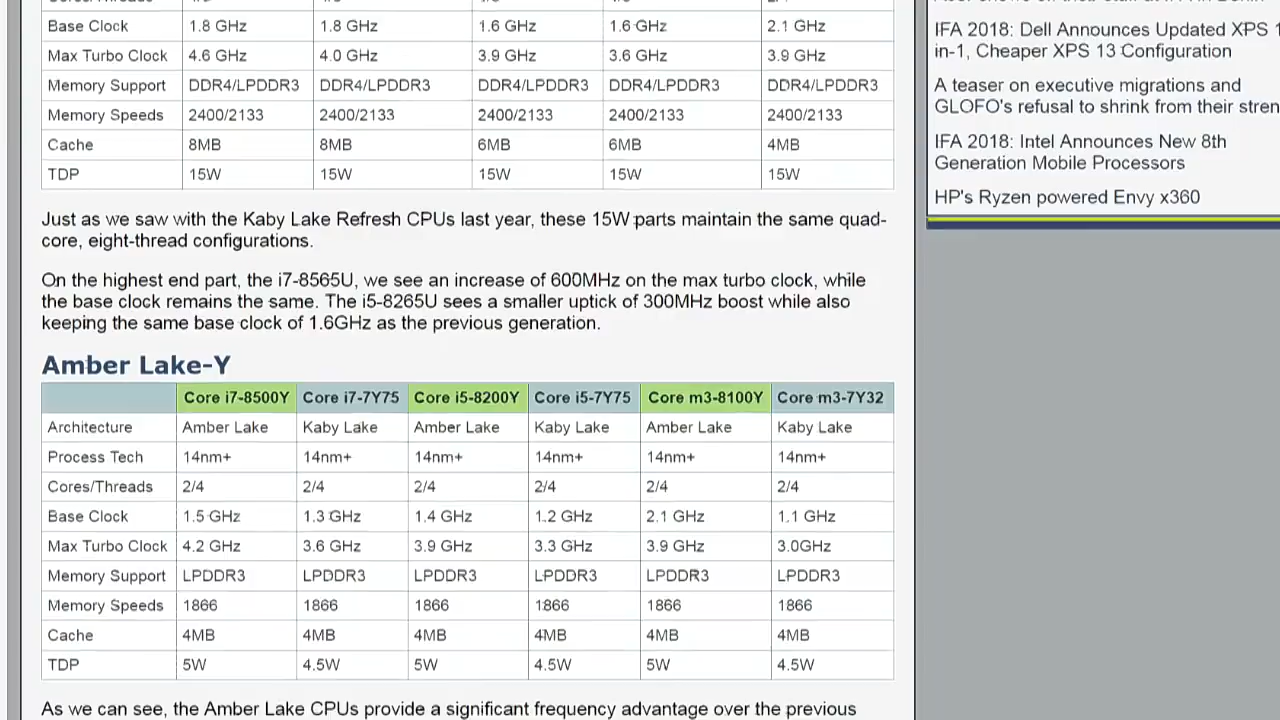 Base Clock 1.8 GHz 1.8 GHz 1.6 GHz 1.6 GHz 2.1 GHz
Max Turbo Clock 4.6 GHz 4.0 GHz 3.9 GHz 3.6 GHz 3.9 GHz
Memory Support DDR4/LPDDR3 DDR4/LPDDR3 DDR4/LPDDR3 DDR4/LPDDR3 DDR4/LPDDR3
Memory Speeds 2400/2133 2400/2133 2400/2133 2400/2133 2400/2133
Cache 8MB 8MB 6MB 6MB 4MB
TDP 15W 15W 15W 15W 15W
Just as we saw with the Kaby Lake Refresh CPUs last year, these 15W parts maintain the same quad-
core, eight-thread configurations.
On the highest end part, the i7-8565U, we see an increase of 600MHz on the max turbo clock, while
the base clock remains the same. The i5-8265U sees a smaller uptick of 300MHz boost while also
keeping the same base clock of 1.6GHz as the previous generation.
Amber Lake-Y
Core i7-8500Y Core i7-7Y75 Core i5-8200Y Core i5-7Y75 Core m3-8100Y Core m3-7Y32
Architecture Amber Lake Kaby Lake Amber Lake Kaby Lake Amber Lake Kaby Lake
Process Tech 14nm+ 14nm+ 14nm+ 14nm+ 14nm+ 14nm+
Cores/Threads 2/4 2/4 2/4 2/4 2/4 2/4
Base Clock 1.5 GHz 1.3 GHz 1.4 GHz 1.2 GHz 2.1 GHz 1.1 GHz
Max Turbo Clock 4.2 GHz 3.6 GHz 3.9 GHz 3.3 GHz 3.9 GHz 3.0GHz
Memory Support LPDDR3 LPDDR3 LPDDR3 LPDDR3 LPDDR3 LPDDR3
Memory Speeds 1866 1866 1866 1866 1866 1866
Cache 4MB 4MB 4MB 4MB 4MB 4MB
TDP 5W 4.5W 5W 4.5W 5W 4.5W
As we can see, the Amber Lake CPUs provide a significant frequency advantage over the previous
IFA 2018: Dell Announces Updated XPS 1
in-1, Cheaper XPS 13 Configuration
A teaser on executive migrations and
GLOFO's refusal to shrink from their stren
IFA 2018: Intel Announces New 8th
Generation Mobile Processors
HP's Ryzen powered Envy x360